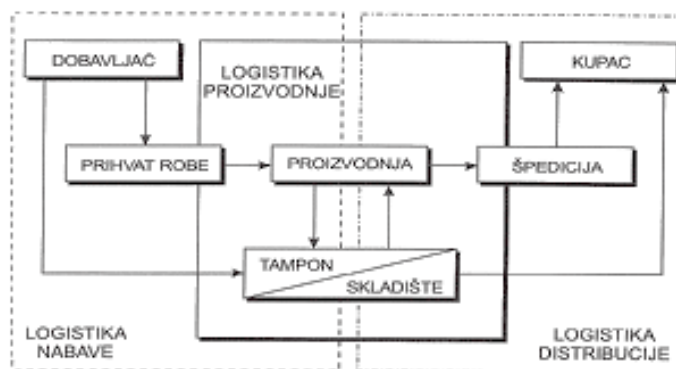 DOBAVLJAČ
KUPAC
LOGISTIKA
PROIZVODNJE
PRIHVAT ROBE
PROIZVODNJA
ŠPEDICIJA
TAMPON
SKLADIŠTE
LOGISTIKA
NABAVE
LOGISTIKA
DISTRIBUCIJE